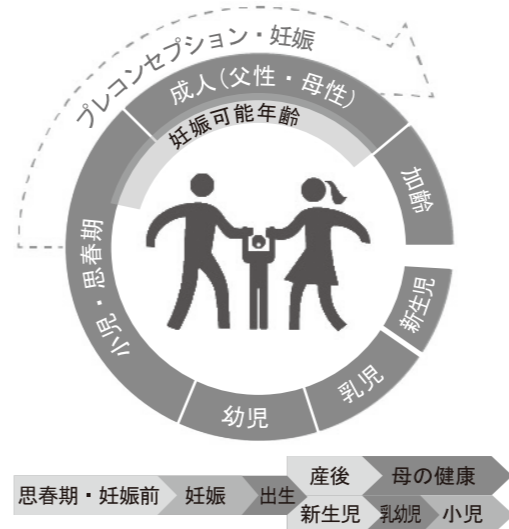 プレコンセプション・妊娠
成人(父性・母性)
妊娠可能年齢
加齢
新生児
乳児
幼児
小児・思春期
思春期・妊娠前
妊娠
出生
産後
母の健康
新生児
乳幼児
小児